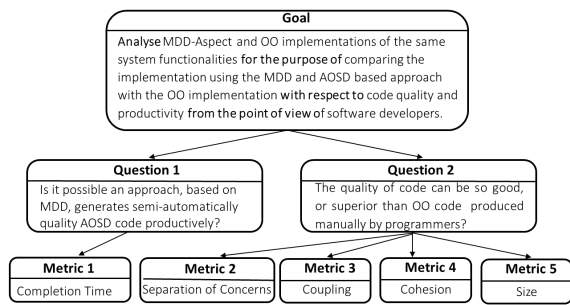 Goal
Analyse MDD-Aspect and OO implementations of the same
system functionalities for the purpose of comparing the
implementation using the MDD and AOSD based approach
with the OO implementation with respect to code quality and
productivity from the point of view of software developers.
Question 1
Is it possible an approach, based on
MDD, generates semi-automatically
quality AOSD code productively?
Question 2
The quality of code can be so good,
or superior than OO code produced
manually by programmers?
Metric 1
Completion Time
Metric 2
Separation of Concerns
Metric 3
Coupling
Metric 4
Cohesion
Metric 5
Size